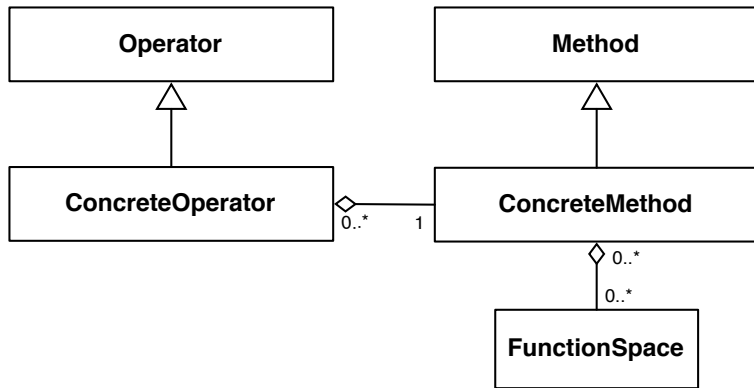 Operator
Method
ConcreteOperator
0..*
1
ConcreteMethod
0..*
0..*
FunctionSpace